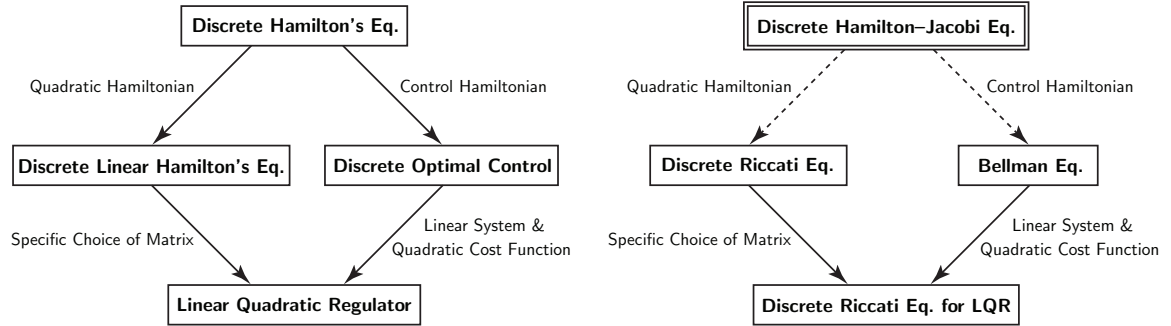 Discrete Hamilton's Eq.
Quadratic Hamiltonian
Control Hamiltonian
Discrete Linear Hamilton's Eq.
Discrete Optimal Control
Specific Choice of Matrix
Linear System &
Quadratic Cost Function
Linear Quadratic Regulator
Discrete Hamilton–Jacobi Eq.
Quadratic Hamiltonian
Control Hamiltonian
Discrete Riccati Eq.
Bellman Eq.
Specific Choice of Matrix
Linear System &
Quadratic Cost Function
Discrete Riccati Eq. for LQR